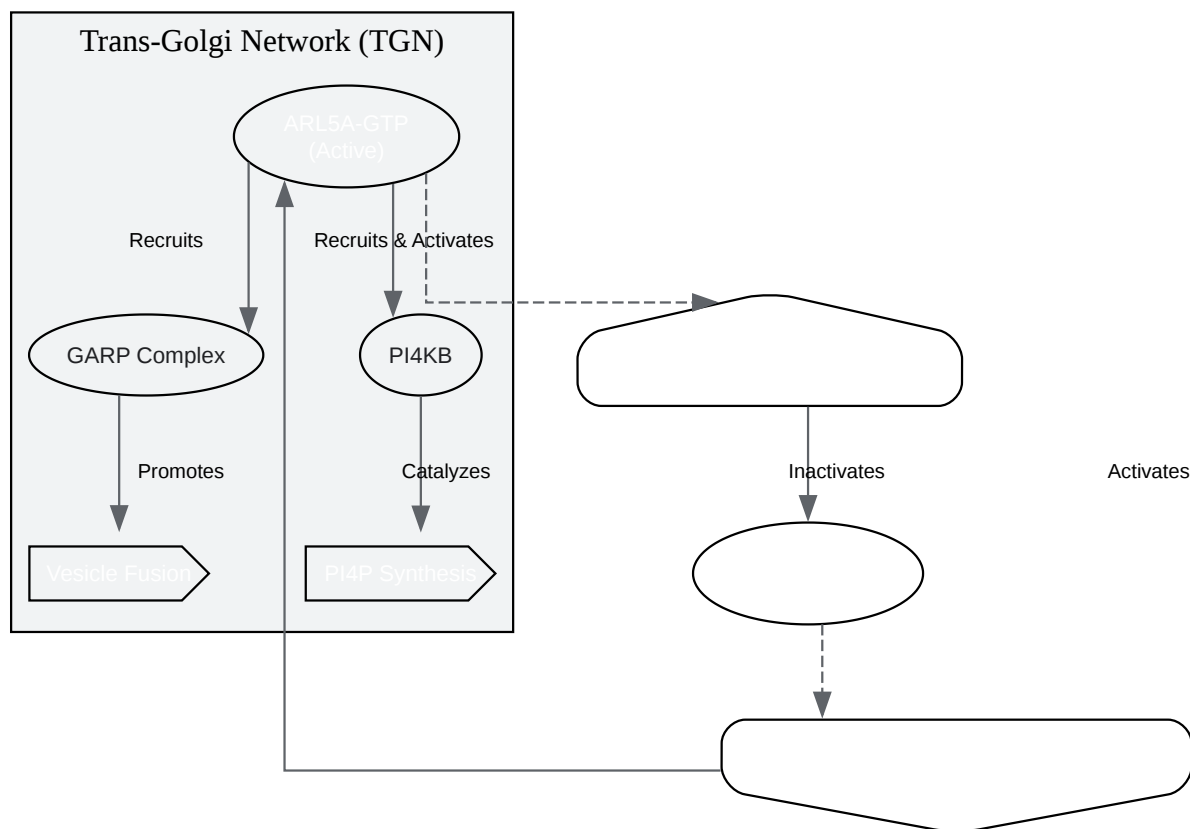 Trans-Golgi Network (TGN)
ARL5A-GTP
(Active)
Recruits
Recruits & Activates
GARP Complex
PI4KB
Promotes
Catalyzes
Inactivates
Activates
Vesicle Fusion
PI4P Synthesis